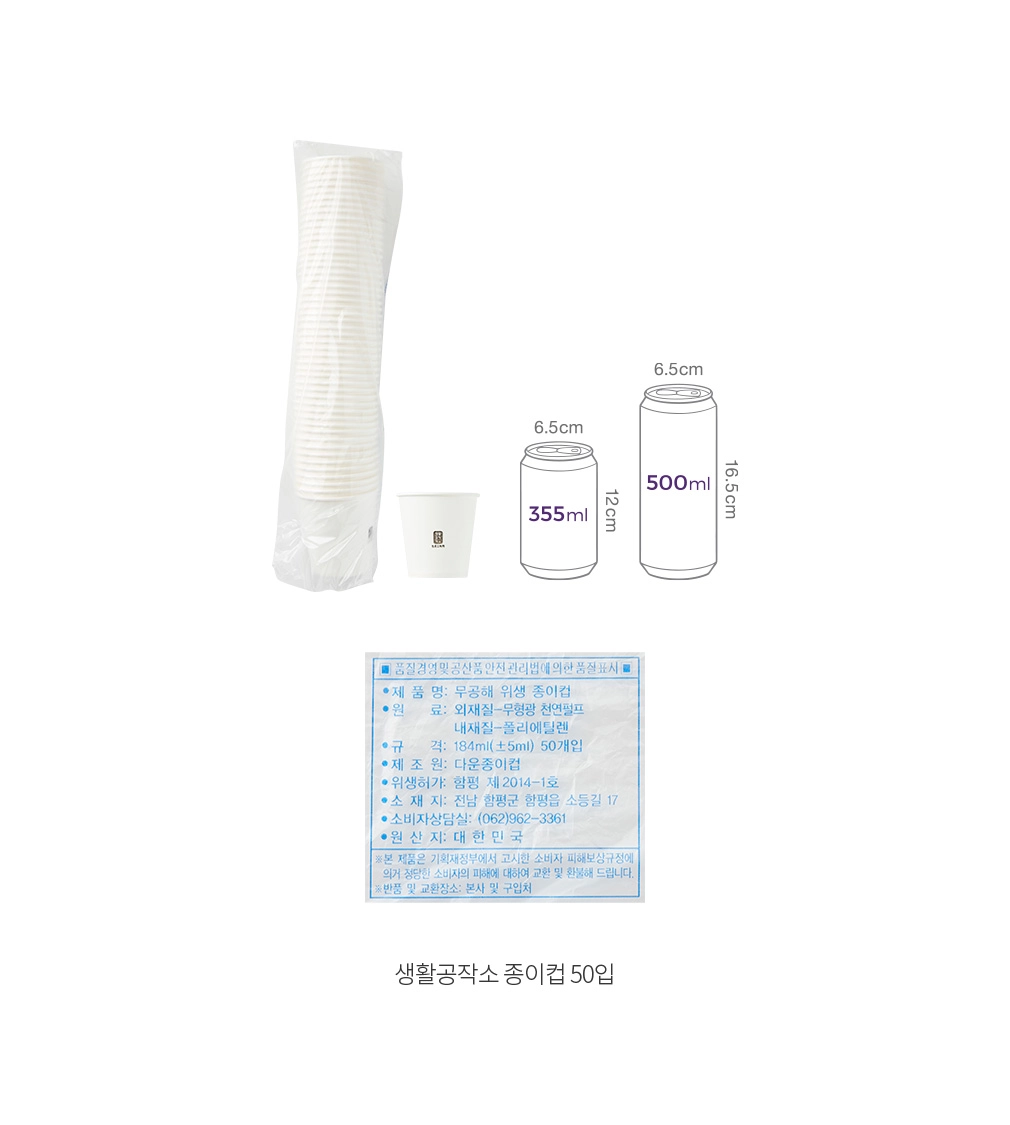 6.5cm
6.5cm
355ml
12cm
500ml
16.5cm
■ 품질경영및공산품안전관리법에의한품질표시 ■
●제 품 명: 무공해 위생 종이컵
●원 료: 외재질-무형광 천연펄프
내재질-폴리에틸렌
●규 격: 184ml(±5ml) 50개입
●제 조 원: 다운종이컵
●위생허가: 함평 제2014-1호
●소 재 지: 전남 함평군 함평읍 소등길 17
●소비자상담실: (062)962-3361
●원 산 지: 대 한 민 국
※본 제품은 기획재정부에서 고시한 소비자 피해보상규정에
의거 정당한 소비자의 피해에 대하여 교환 및 환불해 드립니다.
※반품 및 교환장소: 본사 및 구입처
생활공작소 종이컵 50입